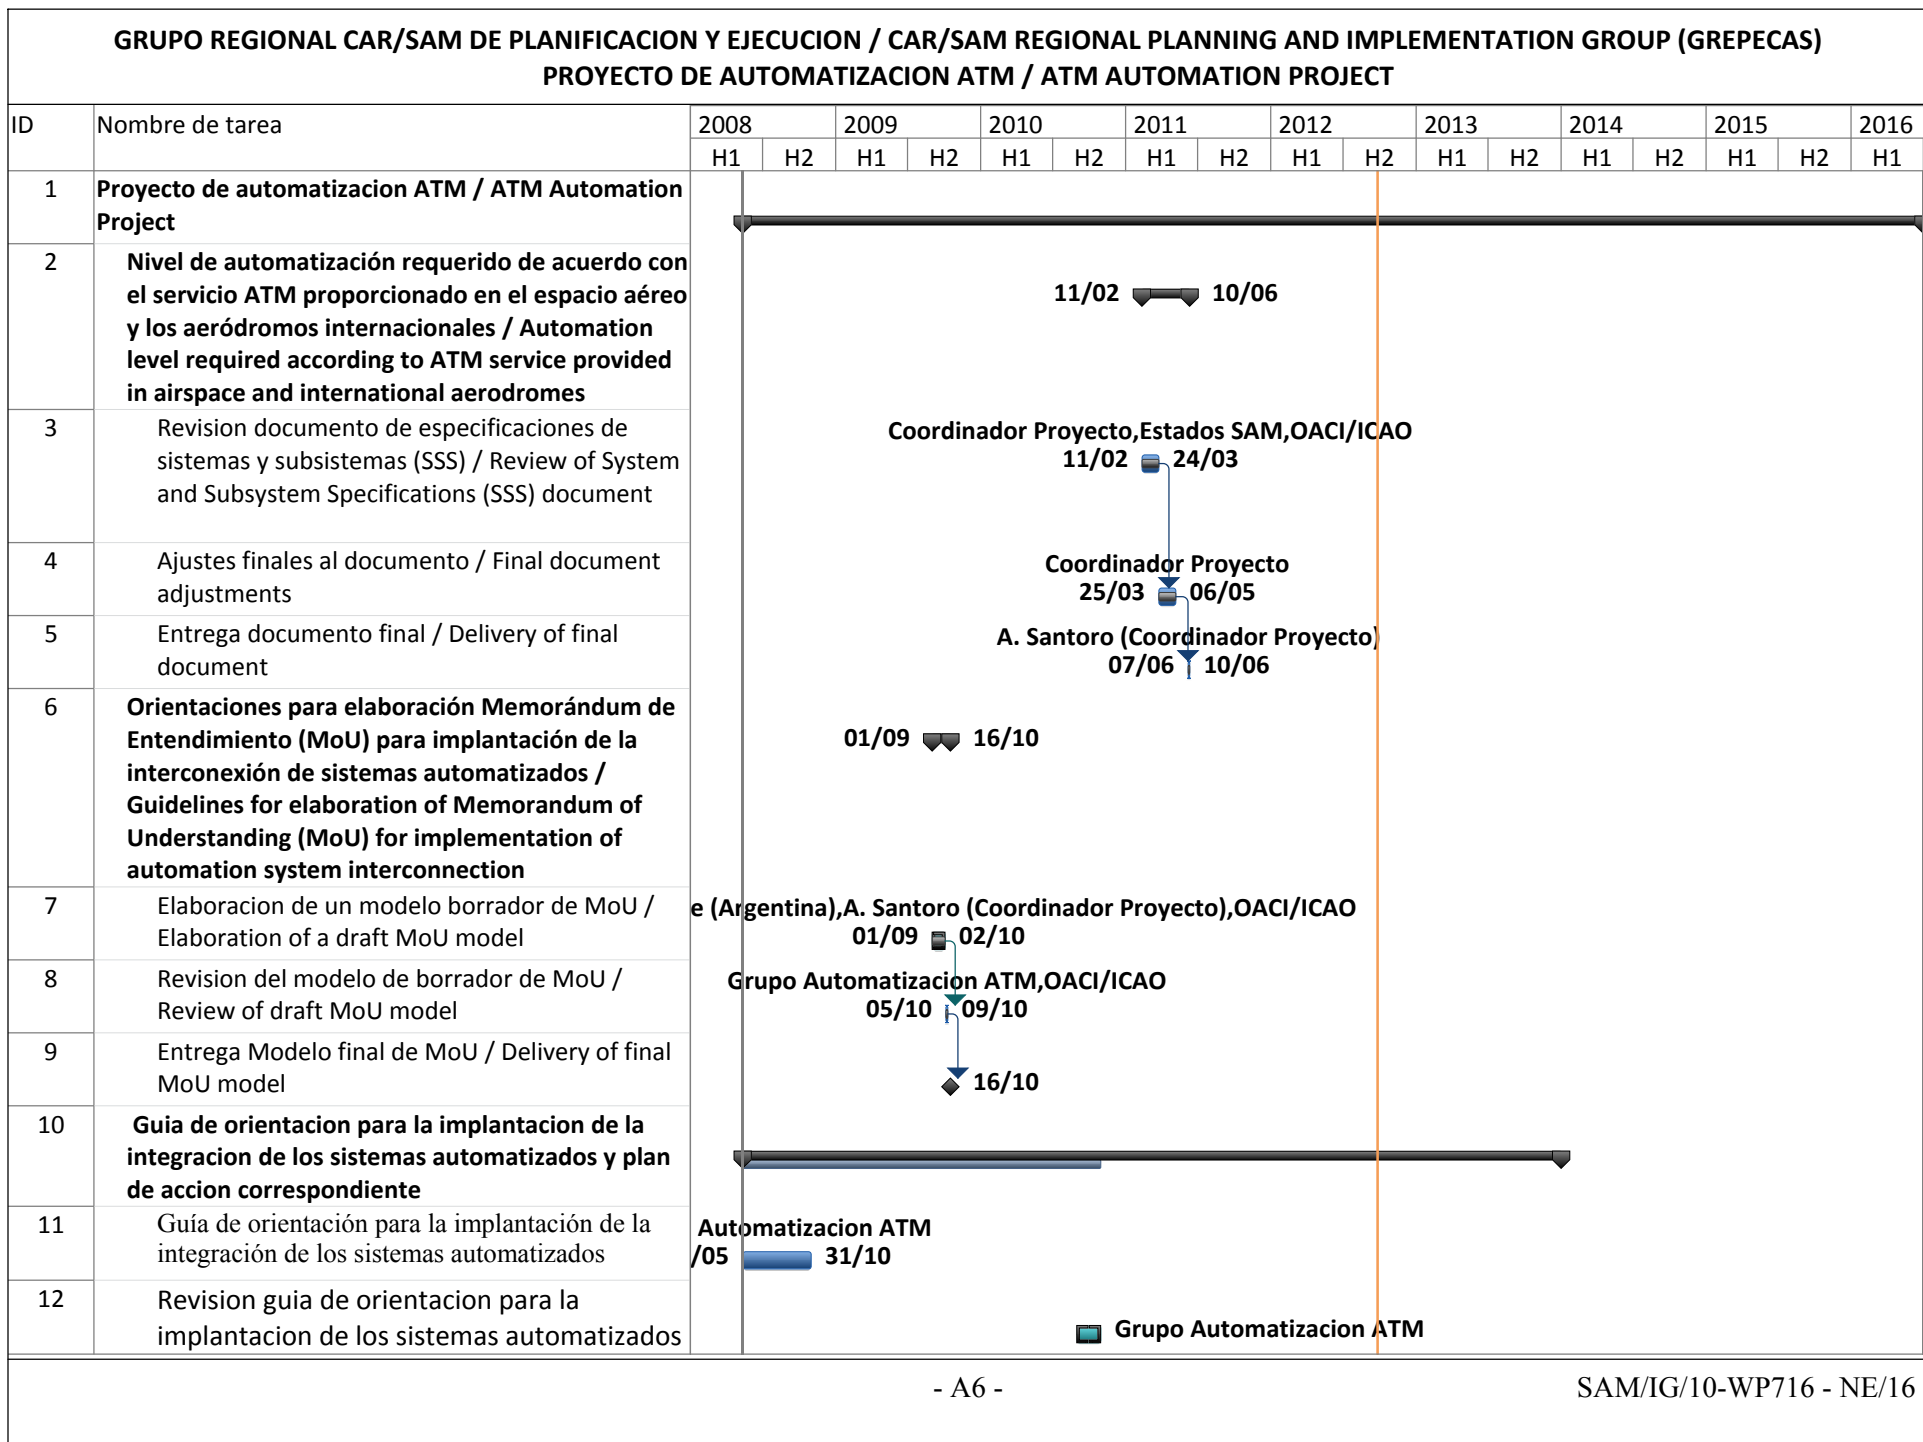 GRUPO REGIONAL CAR/SAM DE PLANIFICACION Y EJECUCION / CAR/SAM REGIONAL PLANNING AND IMPLEMENTATION GROUP (GREPECAS)
PROYECTO DE AUTOMATIZACION ATM / ATM AUTOMATION PROJECT
ID Nombre de tarea 2008 2009 2010 2011 2012 2013 2014 2015 2016
H1 H2 H1 H2 H1 H2 H1 H2 H1 H2 H1 H2 H1 H2 H1 H2 H1
1 Proyecto de automatizacion ATM / ATM Automation
Project
2 Nivel de automatización requerido de acuerdo con
el servicio ATM proporcionado en el espacio aéreo
y los aeródromos internacionales / Automation
level required according to ATM service provided
in airspace and international aerodromes
11/02 10/06
3 Revision documento de especificaciones de
sistemas y subsistemas (SSS) / Review of System
and Subsystem Specifications (SSS) document
Coordinador Proyecto,Estados SAM,OACI/ICAO
11/02 24/03
4 Ajustes finales al documento / Final document
adjustments
Coordinador Proyecto
25/03 06/05
5 Entrega documento final / Delivery of final
document
A. Santoro (Coordinador Proyecto)
07/06 10/06
6 Orientaciones para elaboración Memorándum de
Entendimiento (MoU) para implantación de la
interconexión de sistemas automatizados /
Guidelines for elaboration of Memorandum of
Understanding (MoU) for implementation of
automation system interconnection
01/09 16/10
7 Elaboracion de un modelo borrador de MoU /
Elaboration of a draft MoU model
e (Argentina),A. Santoro (Coordinador Proyecto),OACI/ICAO
01/09 02/10
8 Revision del modelo de borrador de MoU /
Review of draft MoU model
Grupo Automatizacion ATM,OACI/ICAO
05/10 09/10
9 Entrega Modelo final de MoU / Delivery of final
MoU model
16/10
10 Guia de orientacion para la implantacion de la
integracion de los sistemas automatizados y plan
de accion correspondiente
11 Guía de orientación para la implantación de la
integración de los sistemas automatizados
Automatizacion ATM
/05 31/10
12 Revision guia de orientacion para la
implantacion de los sistemas automatizados
Grupo Automatizacion ATM
- A6 -
SAM/IG/10-WP716 - NE/16